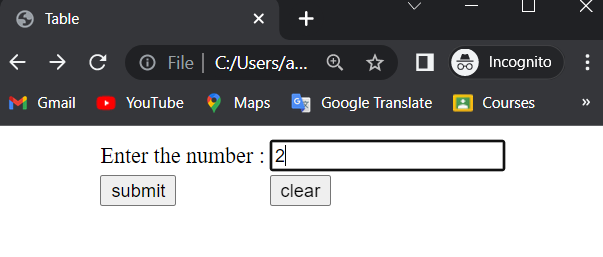 Table
File C:/Users/a... Incognito
Gmail YouTube Maps Google Translate Courses »
Enter the number : 2
submit clear